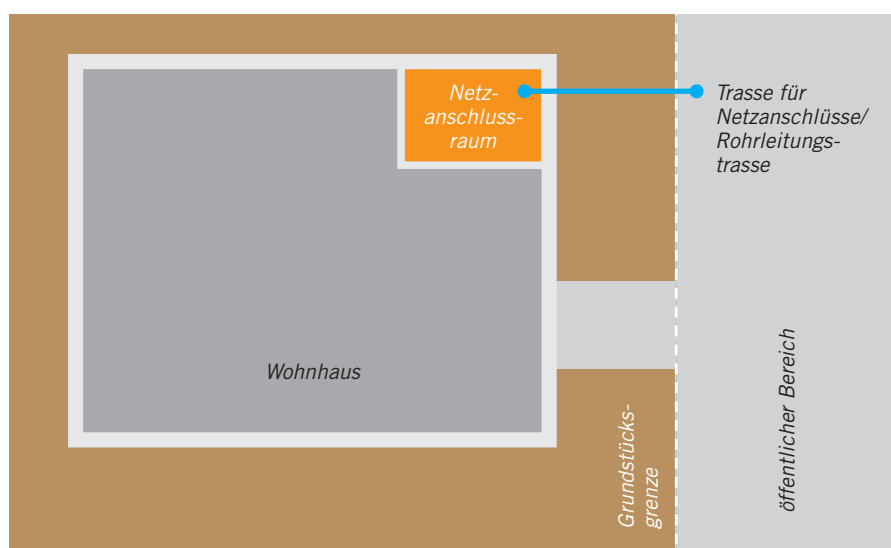 Netz-
anschluss-
raum
Trasse für
Netzanschlüsse/
Rohrleitungs-
trasse
Wohnhaus
Grundstücks-
grenze
öffentlicher Bereich